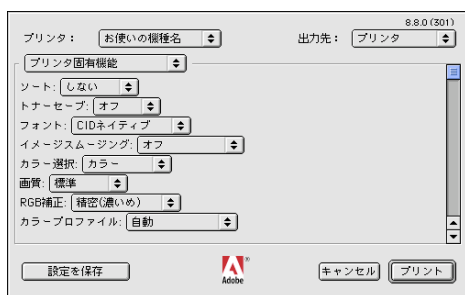 8.8.0 (301)
プリンタ： お使いの機種名 出力先： プリンタ
プリンタ固有機能
ソート: しない
トナーセーブ: オフ
フォント: CIDネイティブ
イメージスムージング: オフ
カラー選択: カラー
画質: 標準
RGB補正: 精密(濃いめ)
カラープロファイル: 自動
設定を保存 Adobe® キャンセル プリント